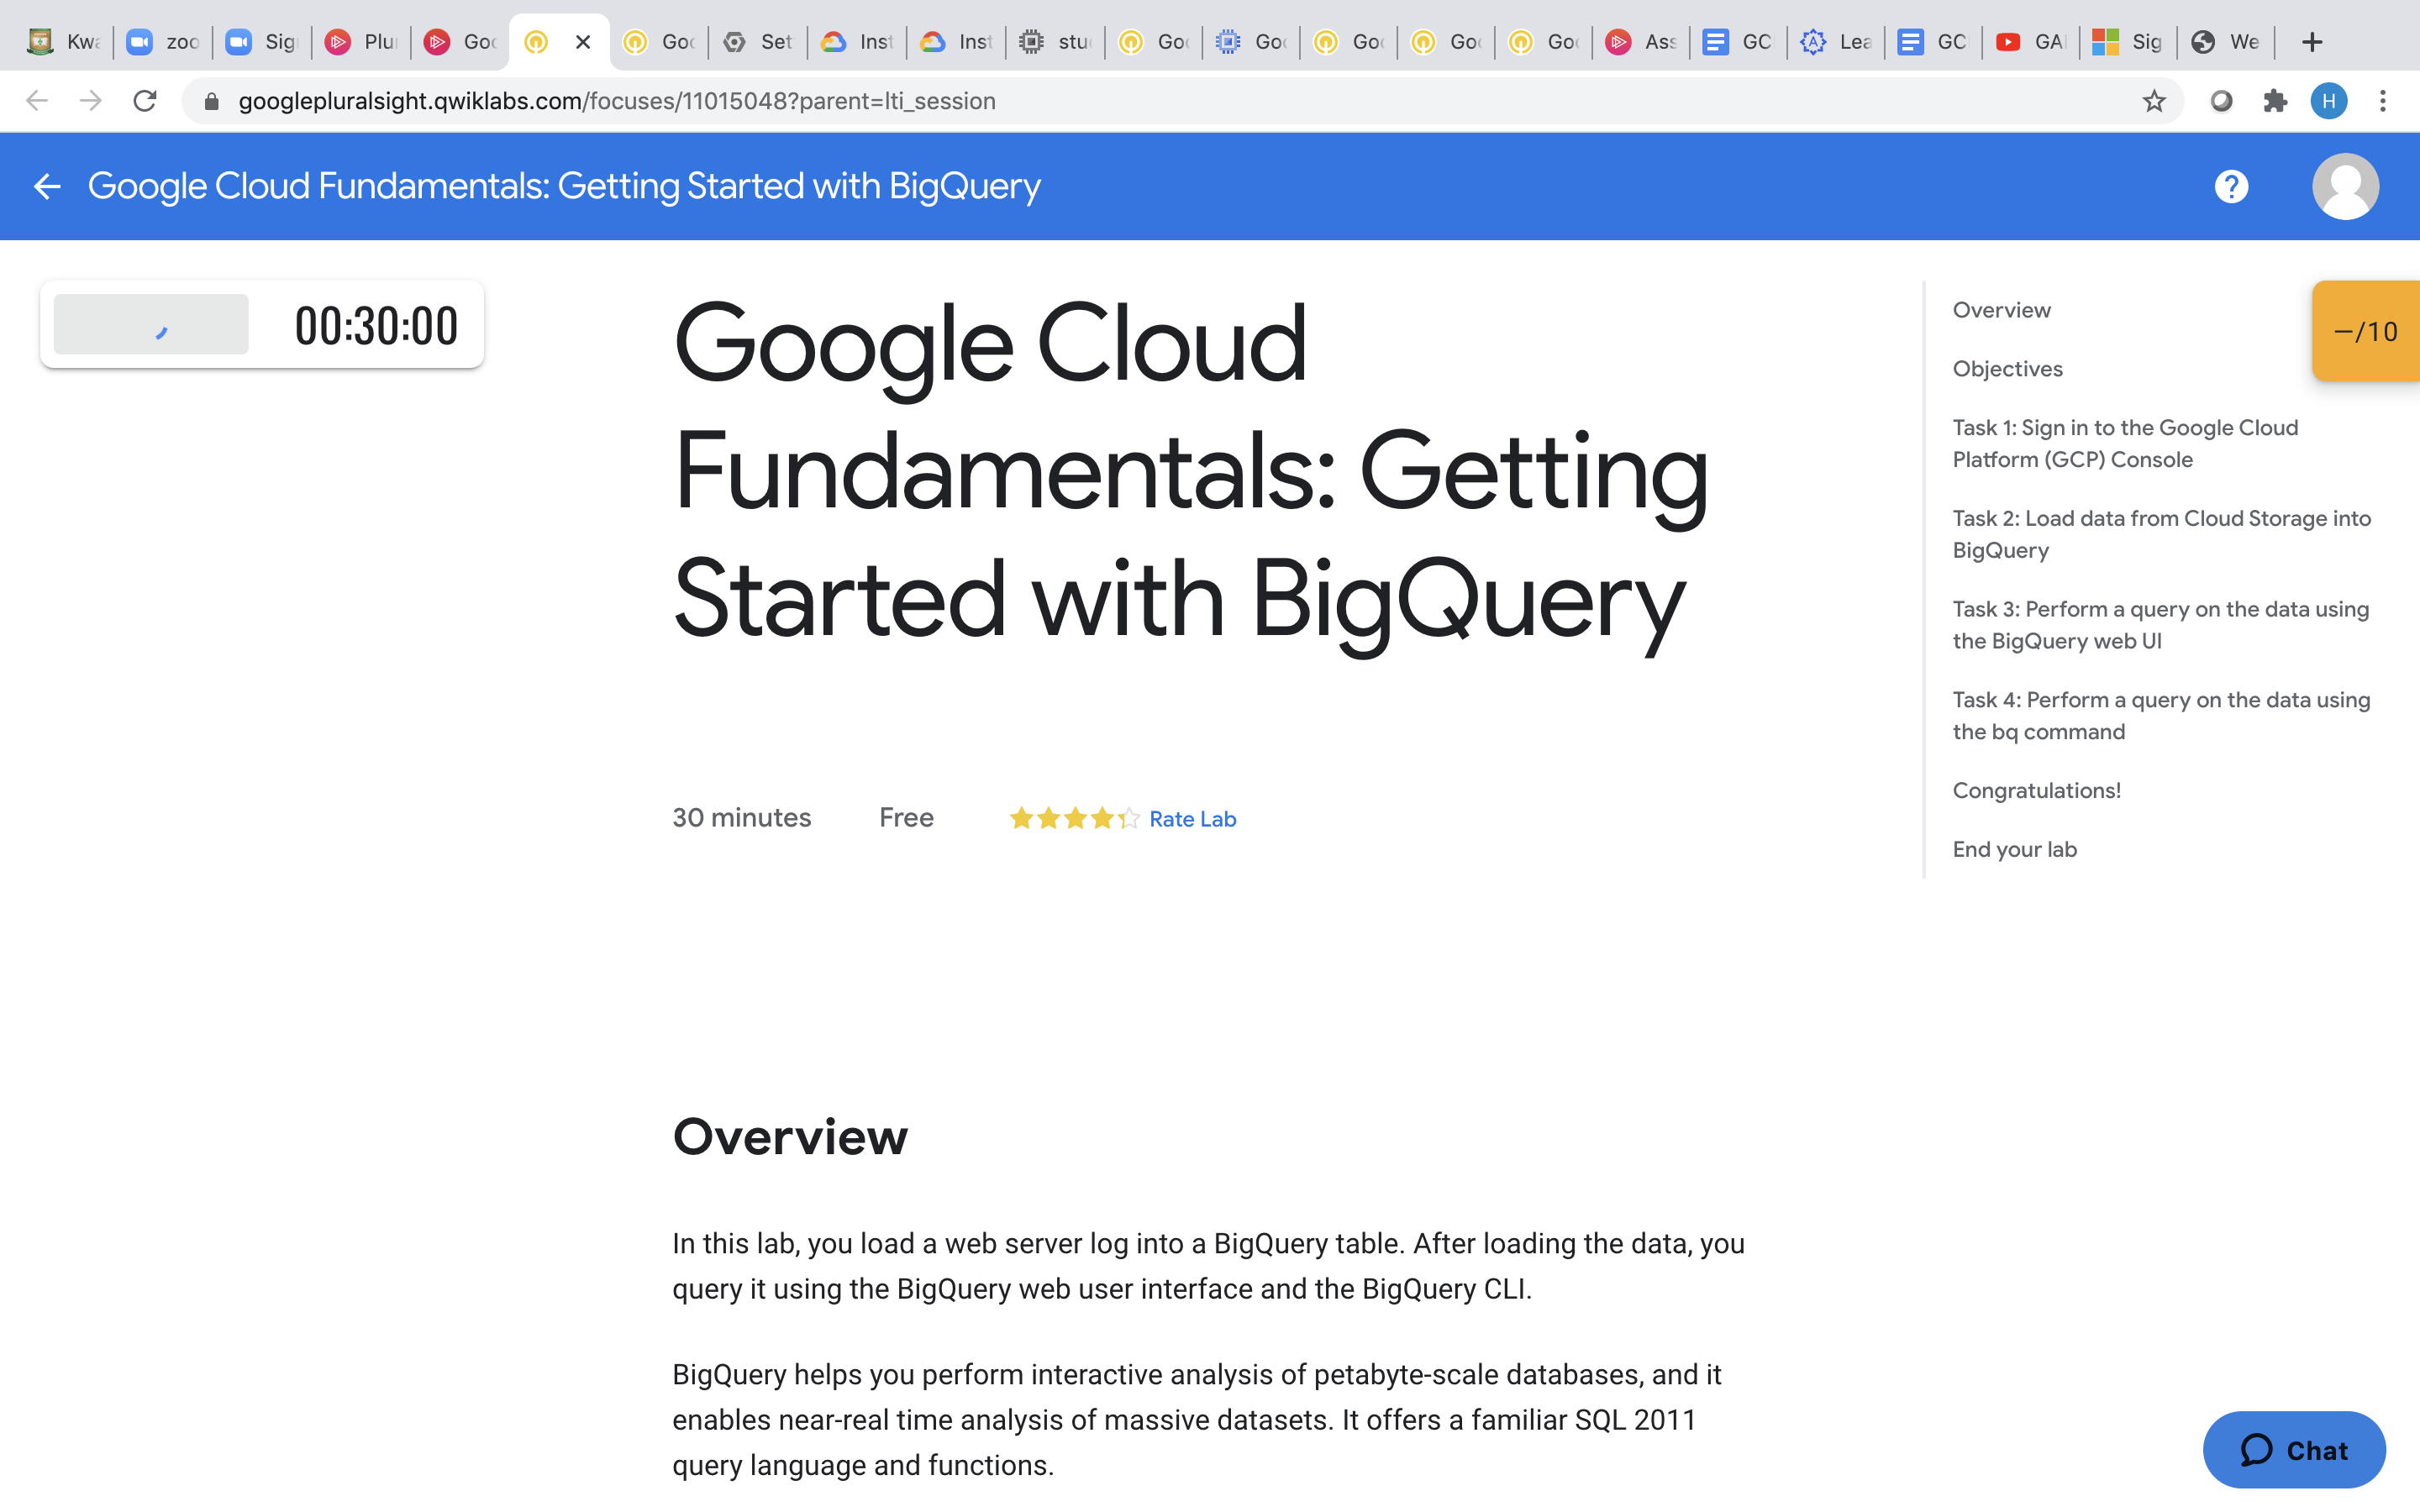 Kwa
zoo
Sig
Plu
Goo
Goo
Set
Inst
Inst
stu
Goo
Goo
Goo
Goo
Goo
Ass
GC
Lea
GC
GA
Sig
We
googlepluralsight.qwiklabs.com/focuses/11015048?parent=lti_session
H
Google Cloud Fundamentals: Getting Started with BigQuery
?
00:30:00
Google Cloud
Fundamentals: Getting
Started with BigQuery
30 minutes
Free
Rate Lab
Overview
In this lab, you load a web server log into a BigQuery table. After loading the data, you
query it using the BigQuery web user interface and the BigQuery CLI.
BigQuery helps you perform interactive analysis of petabyte-scale databases, and it
enables near-real time analysis of massive datasets. It offers a familiar SQL 2011
query language and functions.
Overview
Objectives
Task 1: Sign in to the Google Cloud
Platform (GCP) Console
Task 2: Load data from Cloud Storage into
BigQuery
Task 3: Perform a query on the data using
the BigQuery web UI
Task 4: Perform a query on the data using
the bq command
Congratulations!
End your lab
—/10
Chat